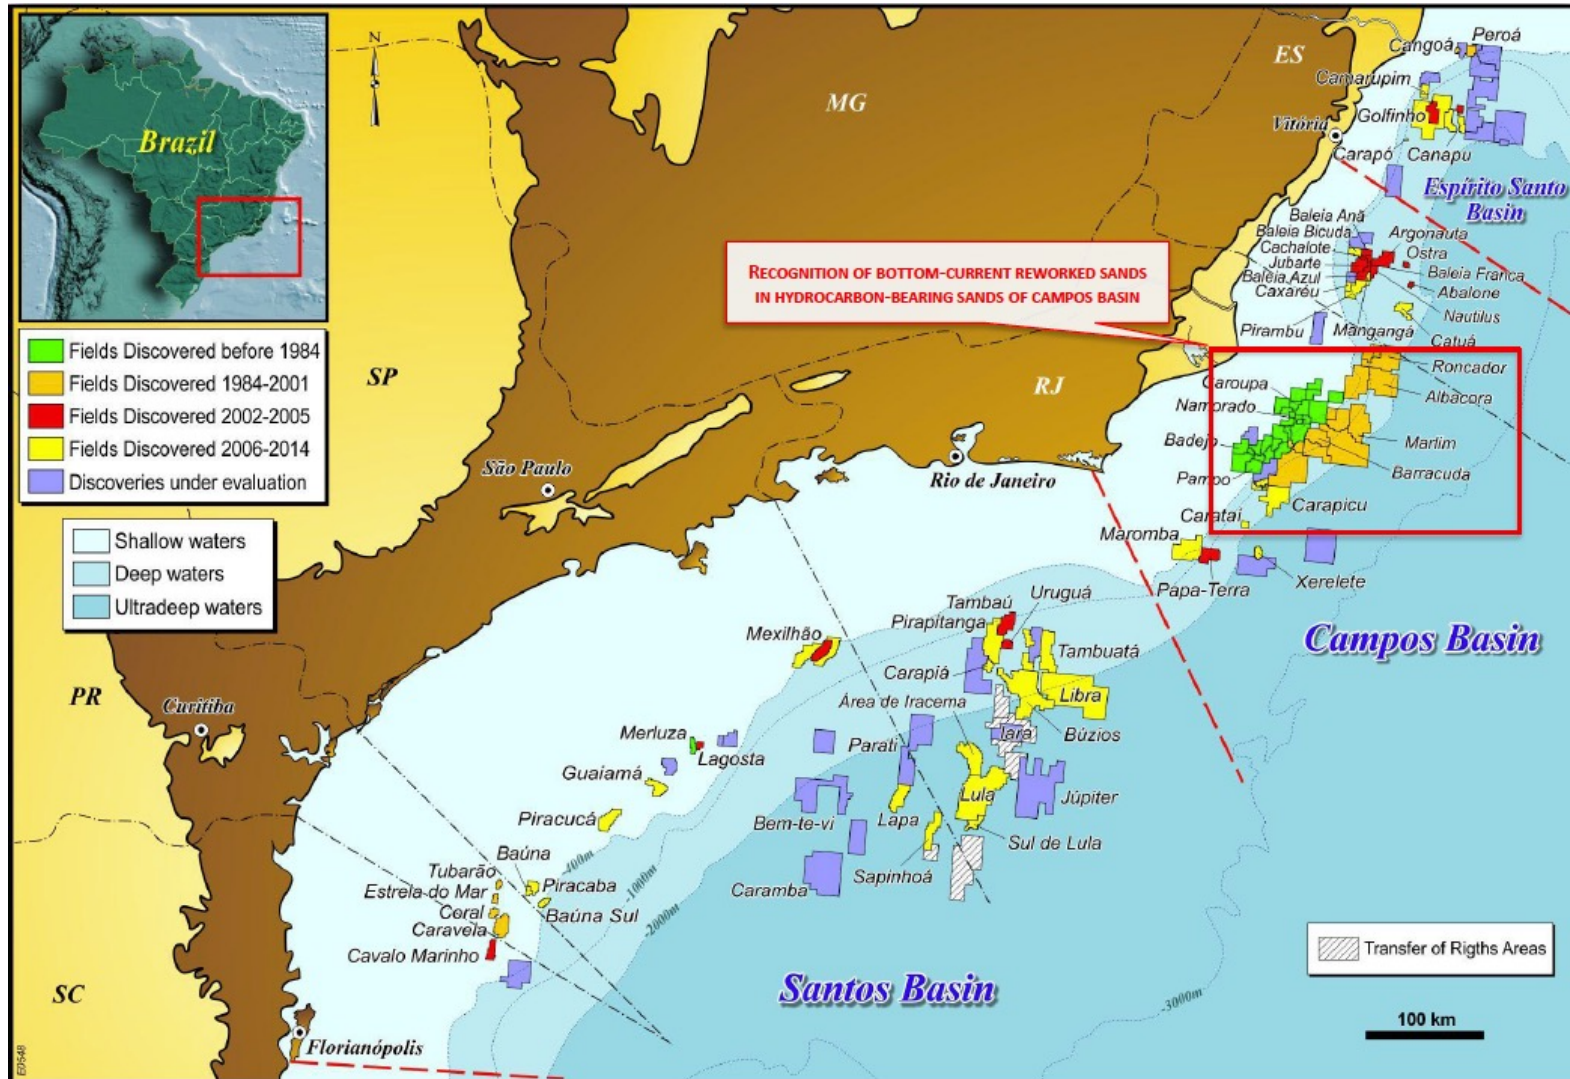 Brazil
N
MG
ES
SP
RJ
PR
SC
Vitória
São Paulo
Rio de Janeiro
Curitiba
Florianópolis
RECOGNITION OF BOTTOM-CURRENT REWORKED SANDS
IN HYDROCARBON-BEARING SANDS OF CAMPOS BASIN
Fields Discovered before 1984
Fields Discovered 1984-2001
Fields Discovered 2002-2005
Fields Discovered 2006-2014
Discoveries under evaluation
Shallow waters
Deep waters
Ultradeep waters
Cangoá
Peroá
Camarupim
Golfinho
Carapó
Canapu
Espírito Santo
Basin
Baleia Anã
Baleia Bicuda
Cachalote
Jubarte
Baleia Azul
Caxaréu
Pirambu
Mangangá
Argonauta
Ostra
Baleia Franca
Abalone
Nautilus
Catuá
Roncador
Albacora
Garoupa
Namorado
Badejo
Pampo
Marlim
Barracuda
Carapicu
Carataí
Maromba
Papa-Terra
Xerelete
Campos Basin
Tambaú
Uruguá
Pirapitanga
Mexilhão
Carapiá
Tambuatá
Área de Iracema
Libra
Iara
Búzios
Merluza
Lagosta
Parati
Guaiamá
Lula
Júpiter
Piracucá
Bem-te-vi
Lapa
Sul de Lula
Caramba
Sapinhoá
Baúna
Tubarão
Piracaba
Estrela do Mar
Coral
Baúna Sul
Caravela
Cavalo Marinho
-400m
-1000m
-2000m
-3000m
Santos Basin
Transfer of Rigths Areas
100 km
E0548